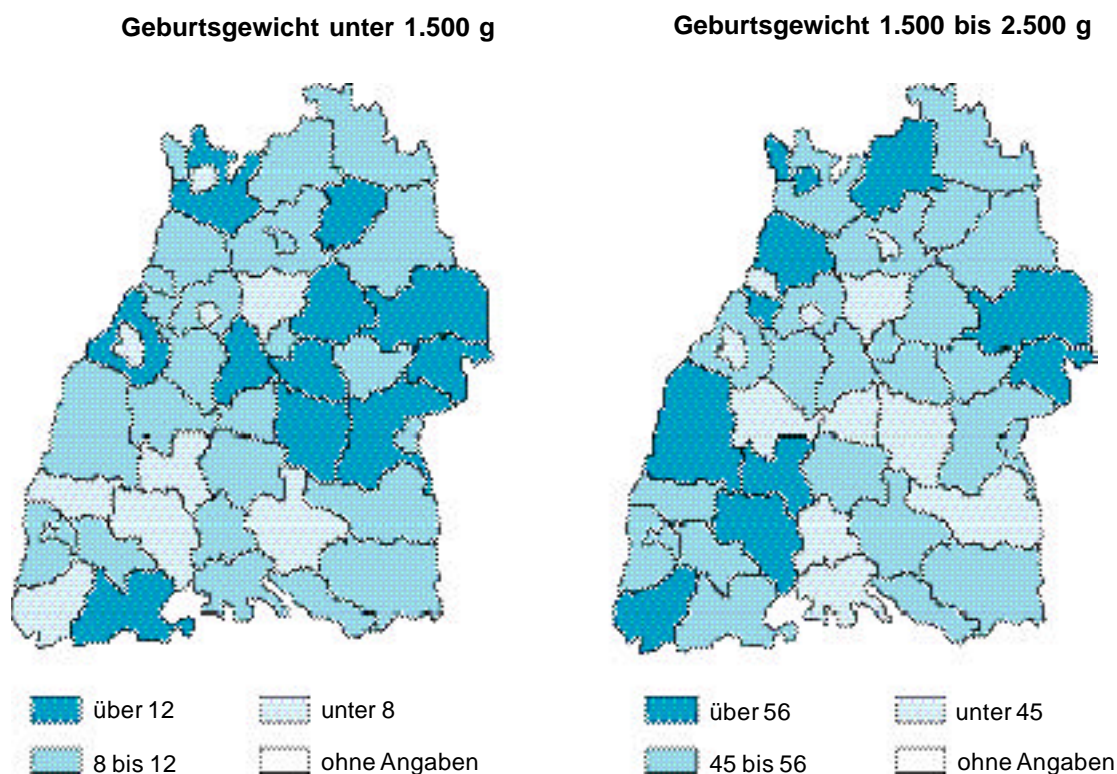 Geburtsgewicht unter 1.500 g
Geburtsgewicht 1.500 bis 2.500 g
über 12
unter 8
8 bis 12
ohne Angaben
über 56
unter 45
45 bis 56
ohne Angaben